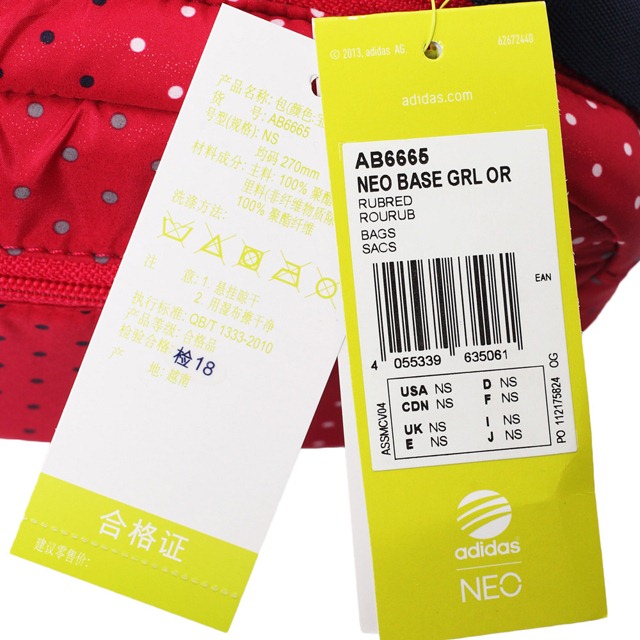 产品名称: 包(颜色:宝
货 号: AB6665
号型(规格): NS
均码 270mm
材料成分: 主料: 100% 聚酯
里料(非纤维物质除
100% 聚酯纤维
洗涤方法:
注 意: 1. 悬挂晾干
2. 用湿布擦干净
执行标准: QB/T 1333-2010
产品等级: 合格品
检验合格: 检18
产 地: 越南
合格证
建议零售价:
© 2013, adidas AG.
62672448
adidas.com
AB6665
NEO BASE GRL OR
RUBRED
ROURUB
BAGS
SACS
EAN
4 055339 635061
USA NS D NS
CDN NS F NS
UK NS I NS
E NS J NS
ASSMCV04
PO 112175824 OG
adidas
NEO